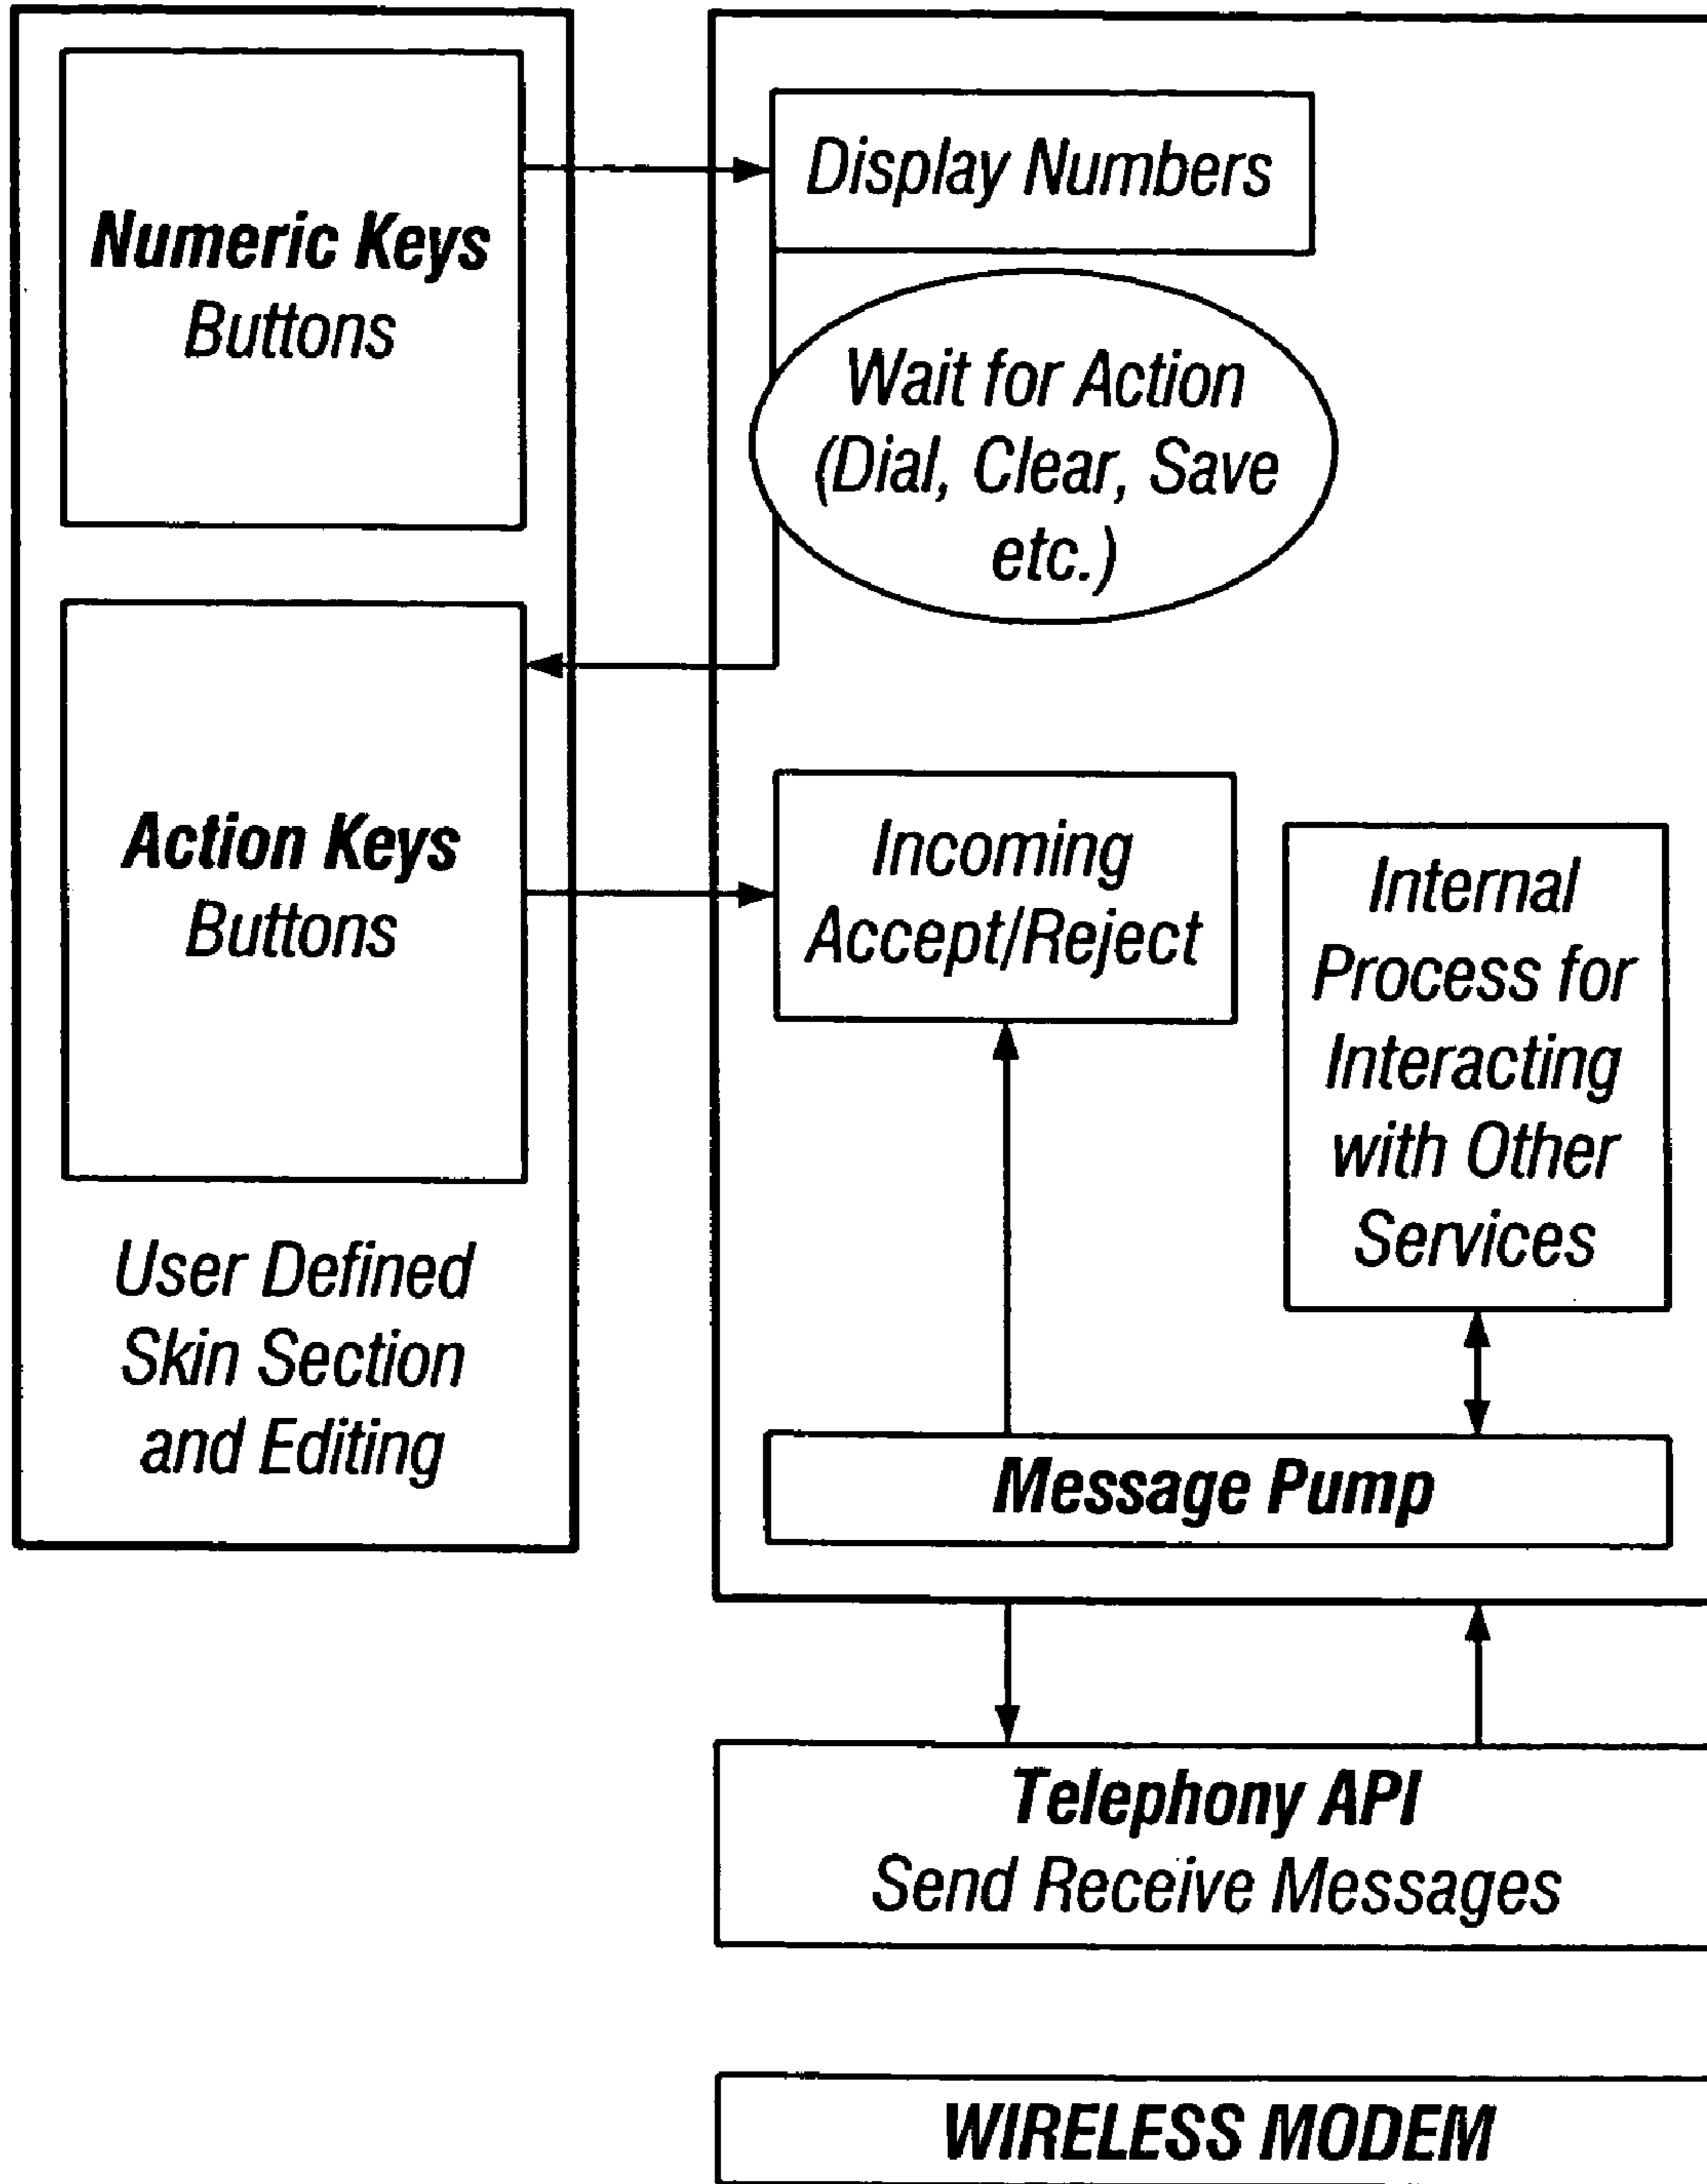 Numeric Keys
Buttons
Action Keys
Buttons
User Defined
Skin Section
and Editing
Display Numbers
Wait for Action
(Dial, Clear, Save
etc.)
Incoming
Accept/Reject
Internal
Process for
Interacting
with Other
Services
Message Pump
Telephony API
Send Receive Messages
WIRELESS MODEM